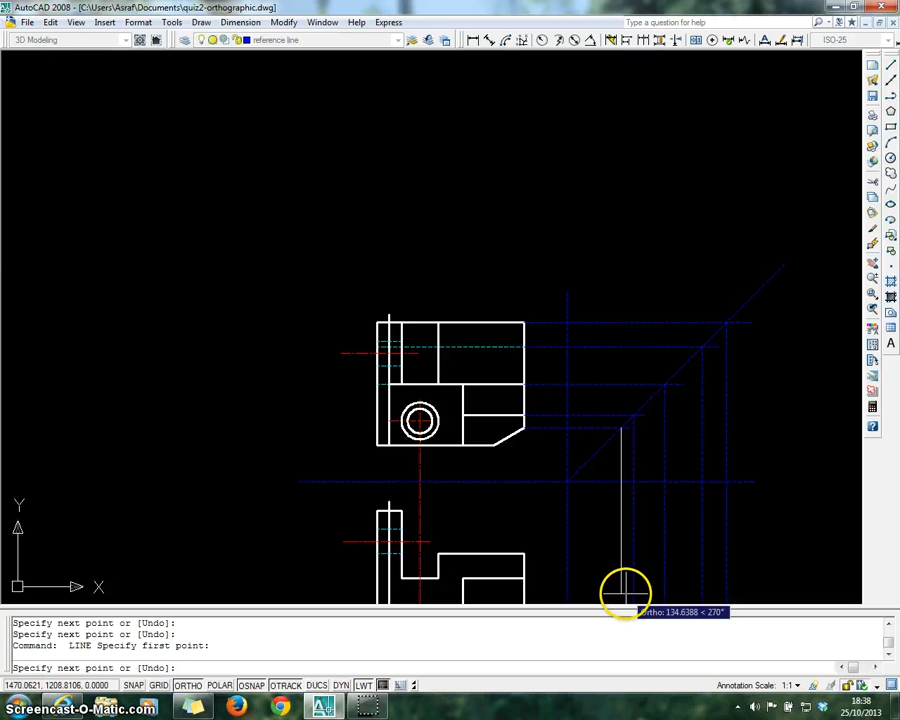 AutoCAD 2008 - [C:\Users\Asraf\Documents\quiz2-orthographic.dwg]
File Edit View Insert Format Tools Draw Dimension Modify Window Help Express
Type a question for help
3D Modeling
reference line
ISO-25
Y
X
Ortho: 134.6388 < 270°
Specify next point or [Undo]:
Specify next point or [Undo]:
Command:  LINE Specify first point:
Specify next point or [Undo]:
1470.0621, 1208.8106, 0.0000
SNAP GRID ORTHO POLAR OSNAP OTRACK DUCS DYN LWT
Annotation Scale: 1:1
Screencast-O-Matic.com
18:38
25/10/2013